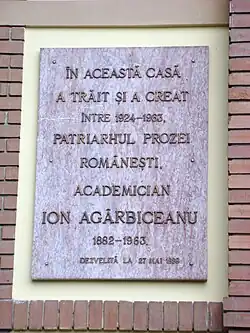 ÎN ACEASTĂ CASĂ
A TRĂIT ȘI A CREAT
ÎNTRE 1924-1963,
PATRIARHUL PROZEI
ROMÂNEȘTI,
ACADEMICIAN
ION AGÂRBICEANU
1882-1963.
DEZVELITĂ LA 27 MAI